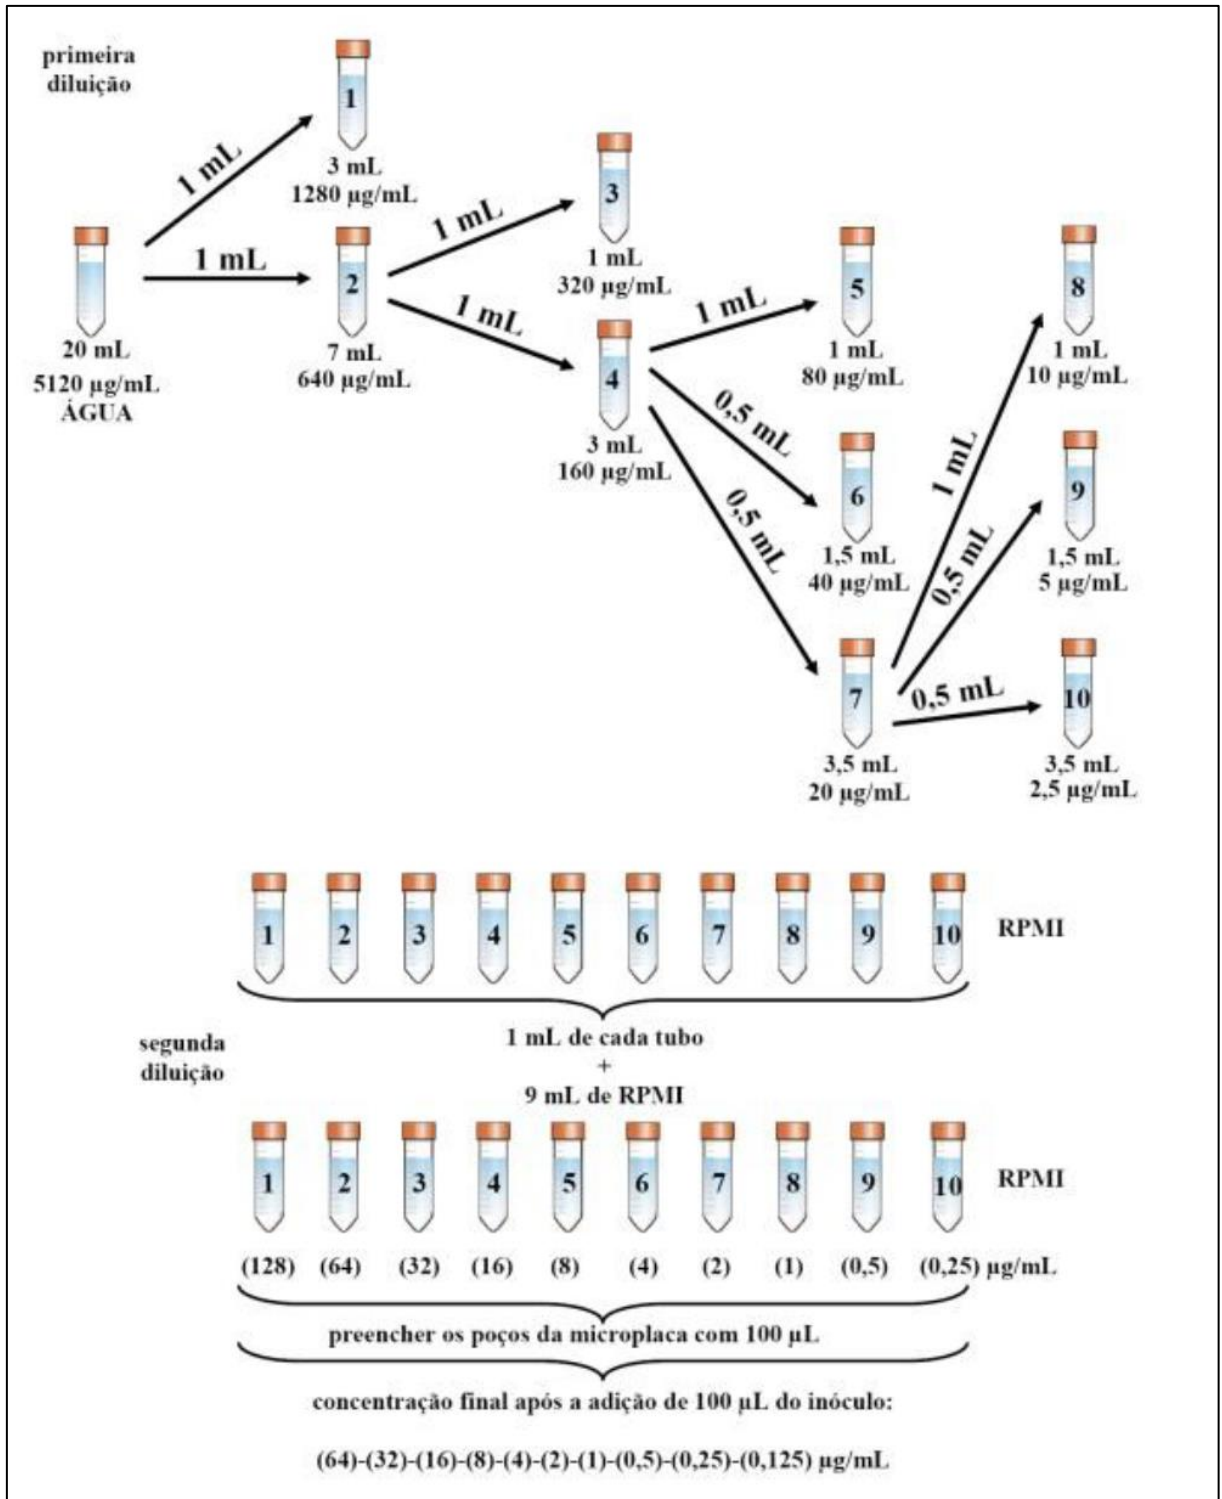 primeira
diluição
1 mL
1
3 mL
1280 µg/mL
20 mL
5120 µg/mL
ÁGUA
1 mL
2
7 mL
640 µg/mL
1 mL
3
1 mL
320 µg/mL
1 mL
4
3 mL
160 µg/mL
1 mL
5
1 mL
80 µg/mL
0,5 mL
6
1,5 mL
40 µg/mL
0,5 mL
7
3,5 mL
20 µg/mL
1 mL
8
1 mL
10 µg/mL
0,5 mL
9
1,5 mL
5 µg/mL
0,5 mL
10
3,5 mL
2,5 µg/mL
1 2 3 4 5 6 7 8 9 10 RPMI
segunda
diluição
1 mL de cada tubo
+
9 mL de RPMI
1 2 3 4 5 6 7 8 9 10 RPMI
(128) (64) (32) (16) (8) (4) (2) (1) (0,5) (0,25) µg/mL
preencher os poços da microplaca com 100 µL
concentração final após a adição de 100 µL do inóculo:
(64)-(32)-(16)-(8)-(4)-(2)-(1)-(0,5)-(0,25)-(0,125) µg/mL